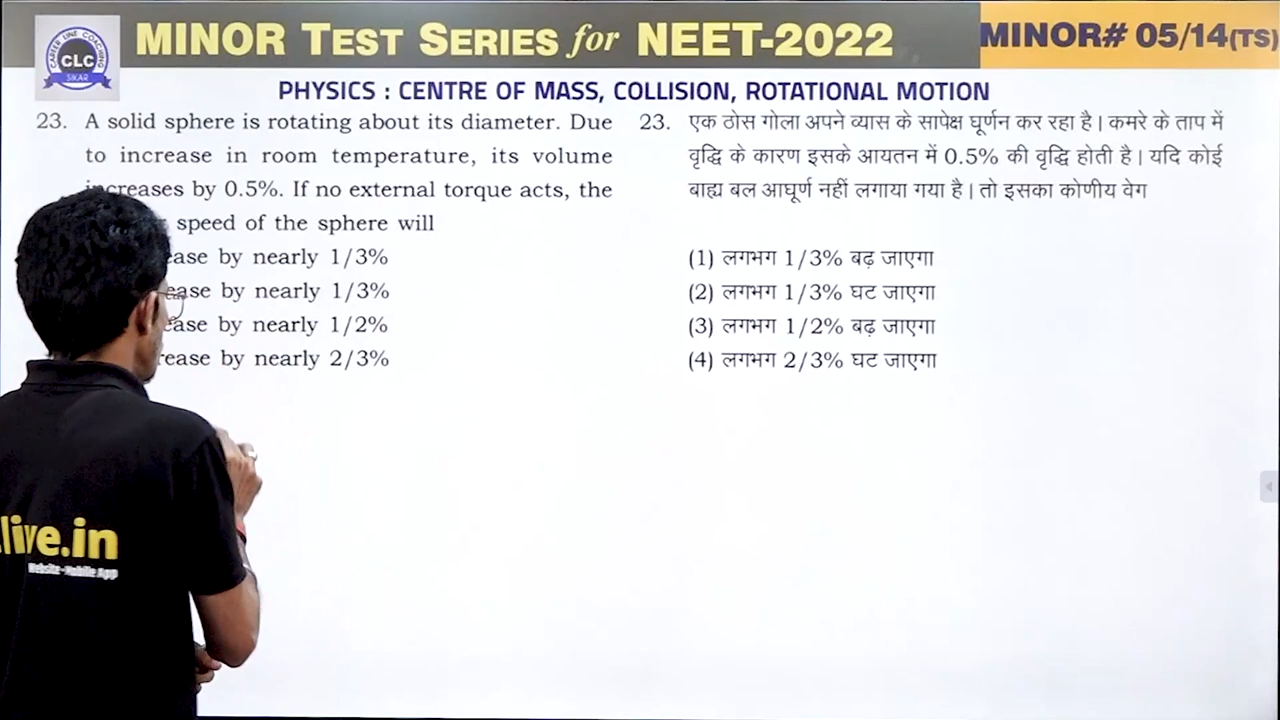 MINOR TEST SERIES for NEET-2022
MINOR# 05/14(TS)
CAREER LINE COACHING
CLC
SIKAR
PHYSICS : CENTRE OF MASS, COLLISION, ROTATIONAL MOTION
23. A solid sphere is rotating about its diameter. Due
to increase in room temperature, its volume
increases by 0.5%. If no external torque acts, the
speed of the sphere will
ease by nearly 1/3%
ease by nearly 1/3%
ease by nearly 1/2%
rease by nearly 2/3%
23. एक ठोस गोला अपने व्यास के सापेक्ष घूर्णन कर रहा है। कमरे के ताप में
वृद्धि के कारण इसके आयतन में 0.5% की वृद्धि होती है। यदि कोई
बाह्य बल आघूर्ण नहीं लगाया गया है। तो इसका कोणीय वेग
(1) लगभग 1/3% बढ़ जाएगा
(2) लगभग 1/3% घट जाएगा
(3) लगभग 1/2% बढ़ जाएगा
(4) लगभग 2/3% घट जाएगा
live.in
Website-Mobile App